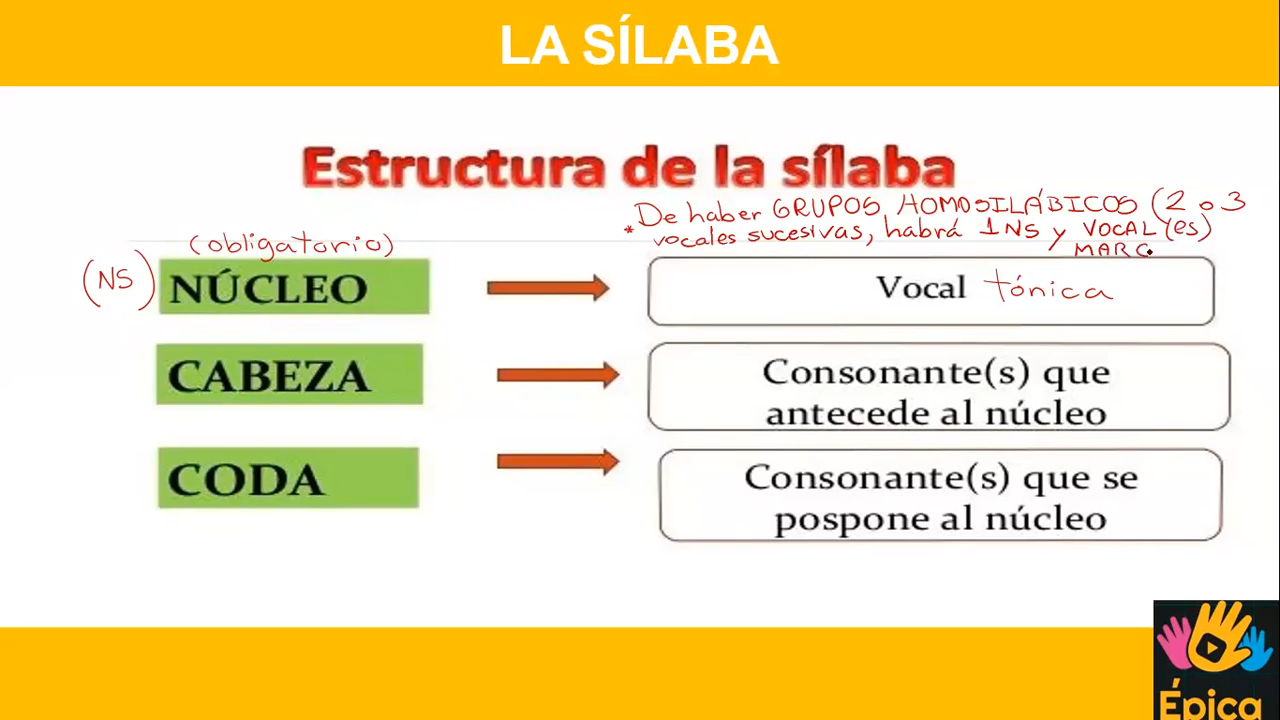 LA SÍLABA
Estructura de la sílaba
De haber GRUPOS HOMOSILÁBICOS (2 o 3
* vocales sucesivas, habrá 1NS y VOCAL(es)
MARC
(obligatorio)
(NS) NÚCLEO
Vocal tónica
CABEZA
Consonante(s) que
antecede al núcleo
CODA
Consonante(s) que se
pospone al núcleo
Épica